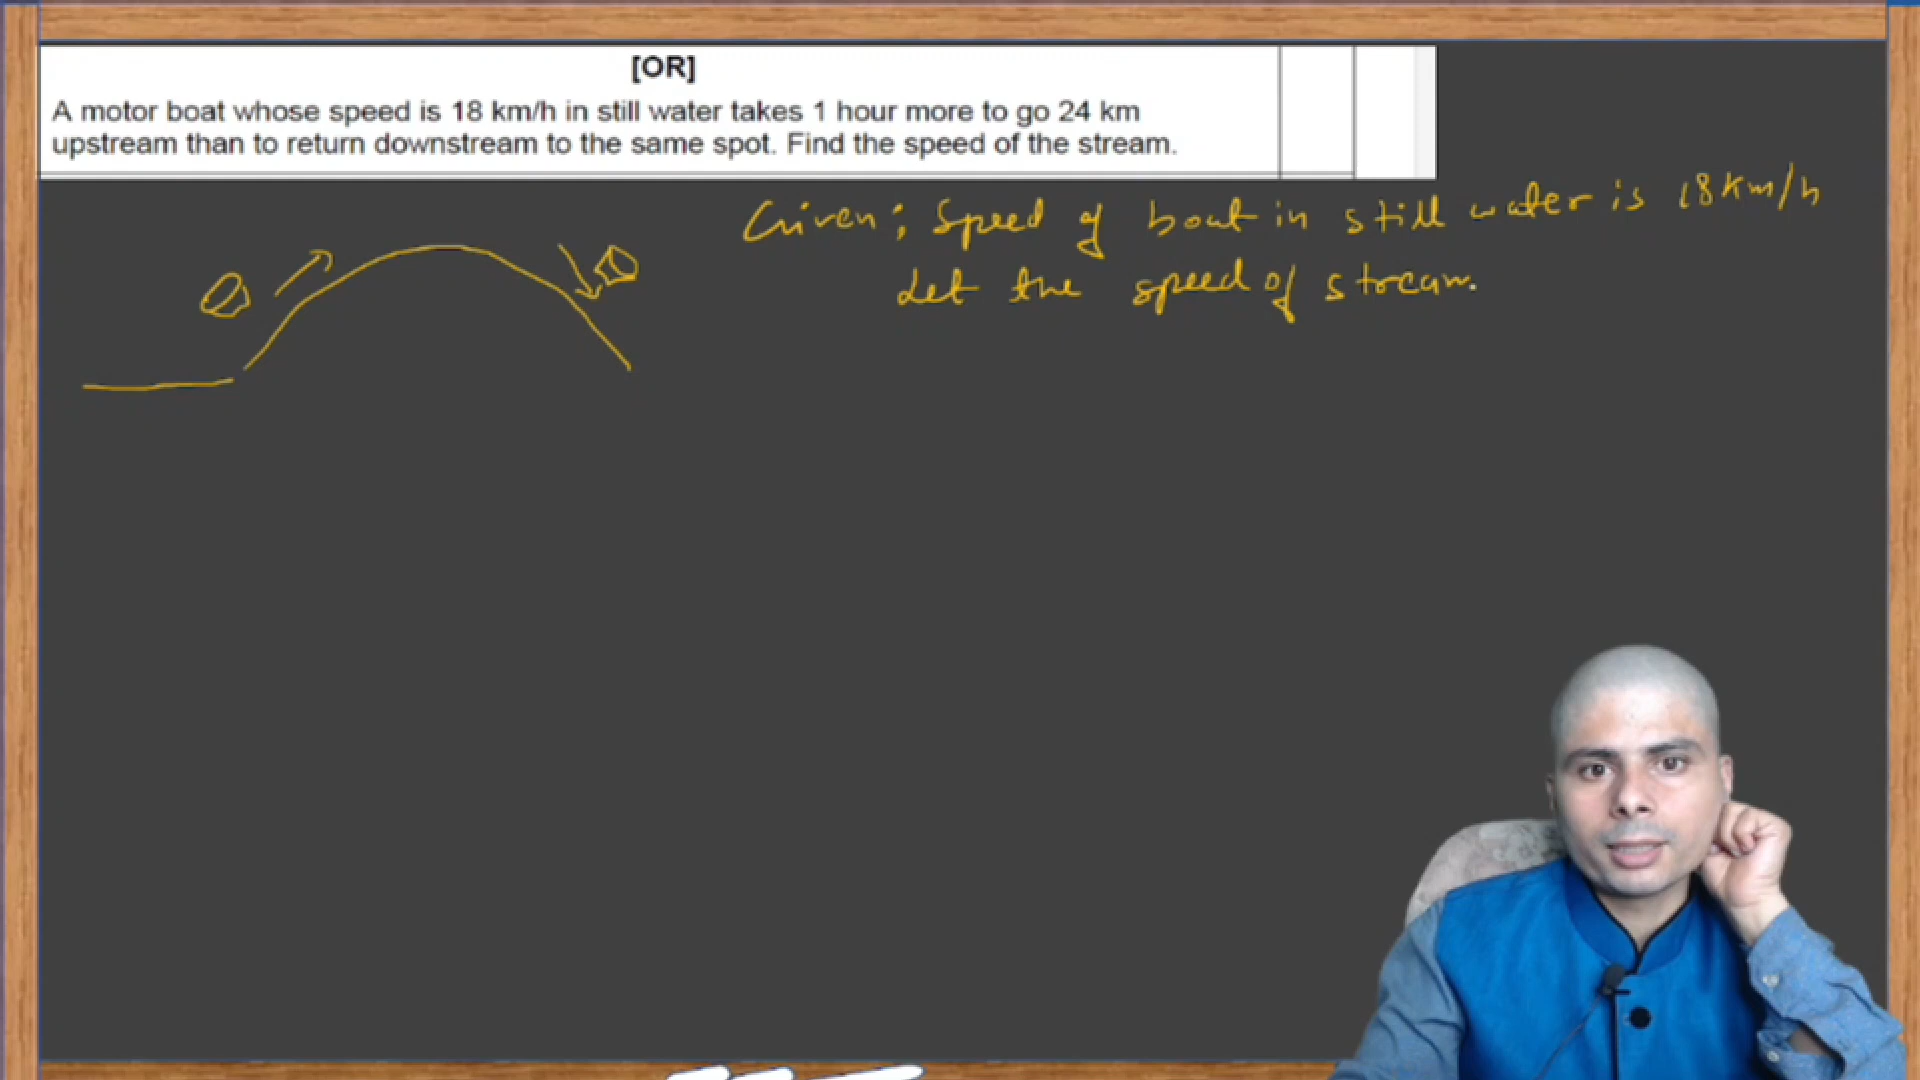 [OR]
A motor boat whose speed is 18 km/h in still water takes 1 hour more to go 24 km
upstream than to return downstream to the same spot. Find the speed of the stream.
Given: Speed of boat in still water is 18 km/h
Let the speed of stream.